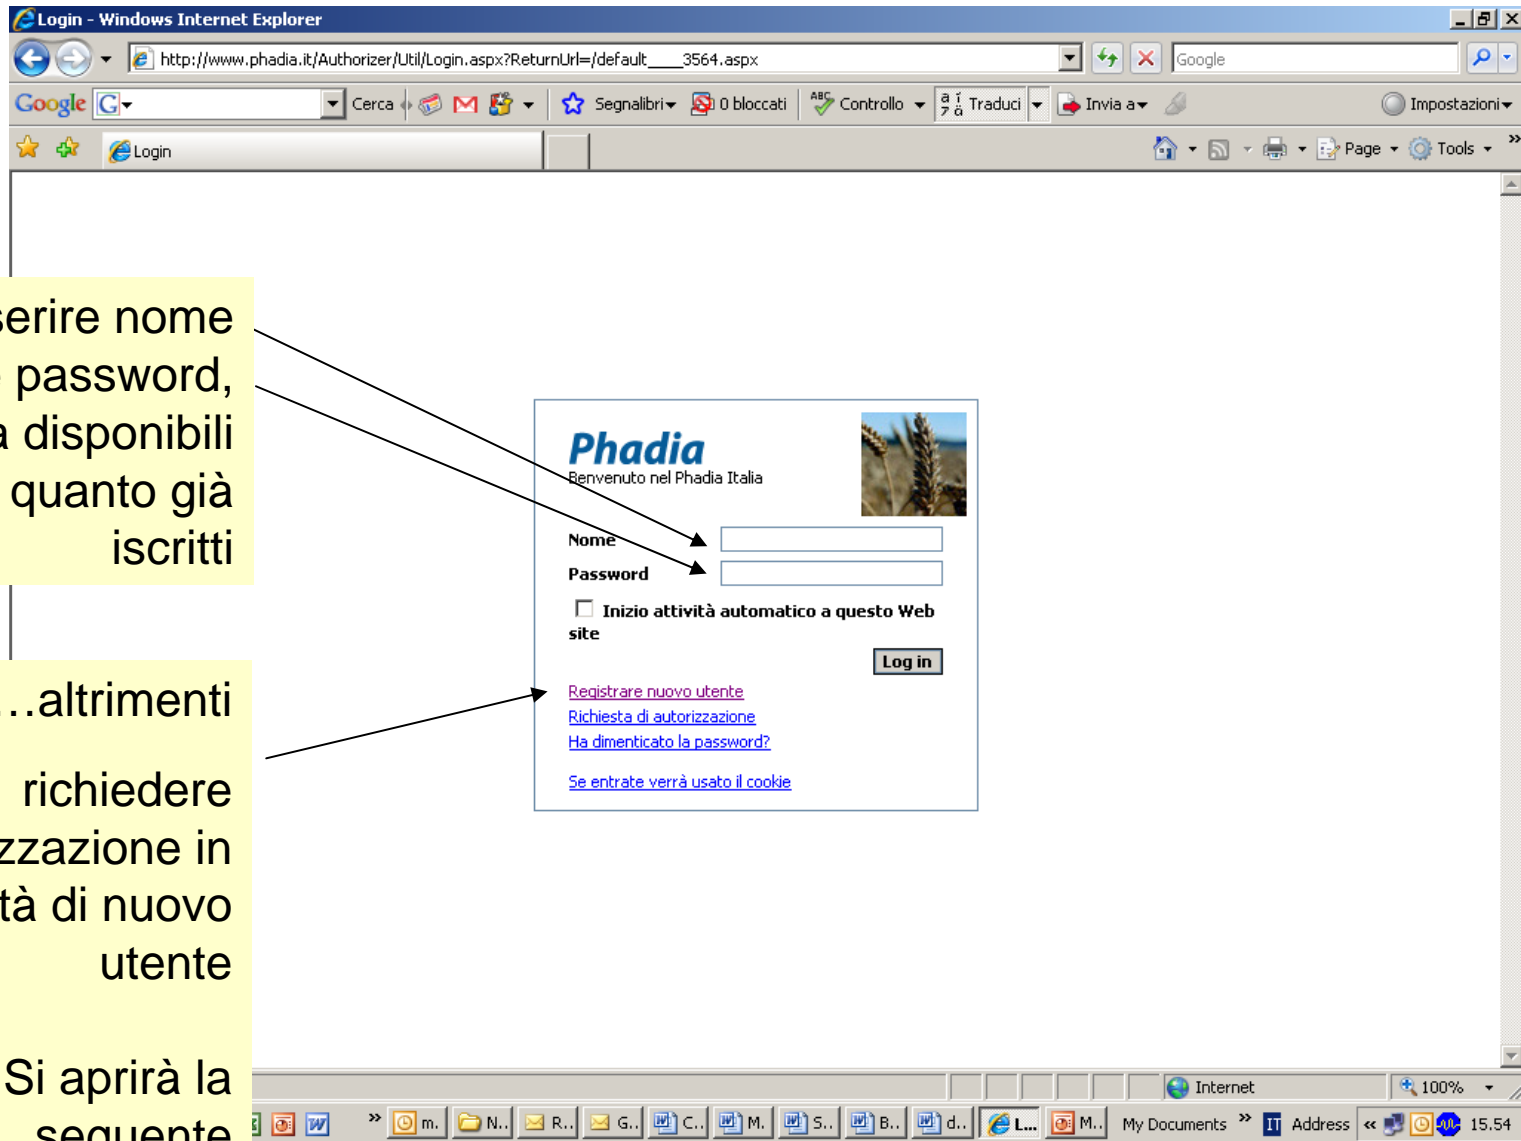 Login - Windows Internet Explorer
http://www.phadia.it/Authorizer/Util/Login.aspx?ReturnUrl=/default____3564.aspx
Google
Google G Cerca Segnalibri 0 bloccati Controllo Traduci Invia a Impostazioni
Login
Page Tools »
serire nome
e password,
a disponibili
quanto già
iscritti
Phadia
Benvenuto nel Phadia Italia
Nome
Password
Inizio attività automatico a questo Web
site
Log in
Registrare nuovo utente
Richiesta di autorizzazione
Ha dimenticato la password?
Se entrate verrà usato il cookie
…altrimenti
richiedere
zzazione in
tà di nuovo
utente
Si aprirà la
seguente
Internet 100%
» m. N.. R.. G.. C.. M. S.. B.. d.. L... M.. My Documents » IT Address « 15.54